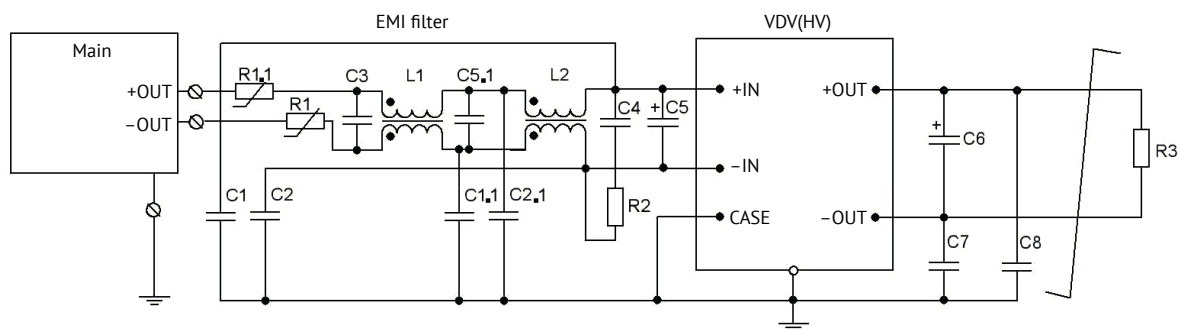 EMI filter
VDV(HV)
Main
+OUT
−OUT
R1.1
R1
C3
L1
C5.1
L2
C4
+
C5
+IN
−IN
CASE
+OUT
−OUT
+
C6
R3
C1
C2
C1.1
C2.1
R2
C7
C8